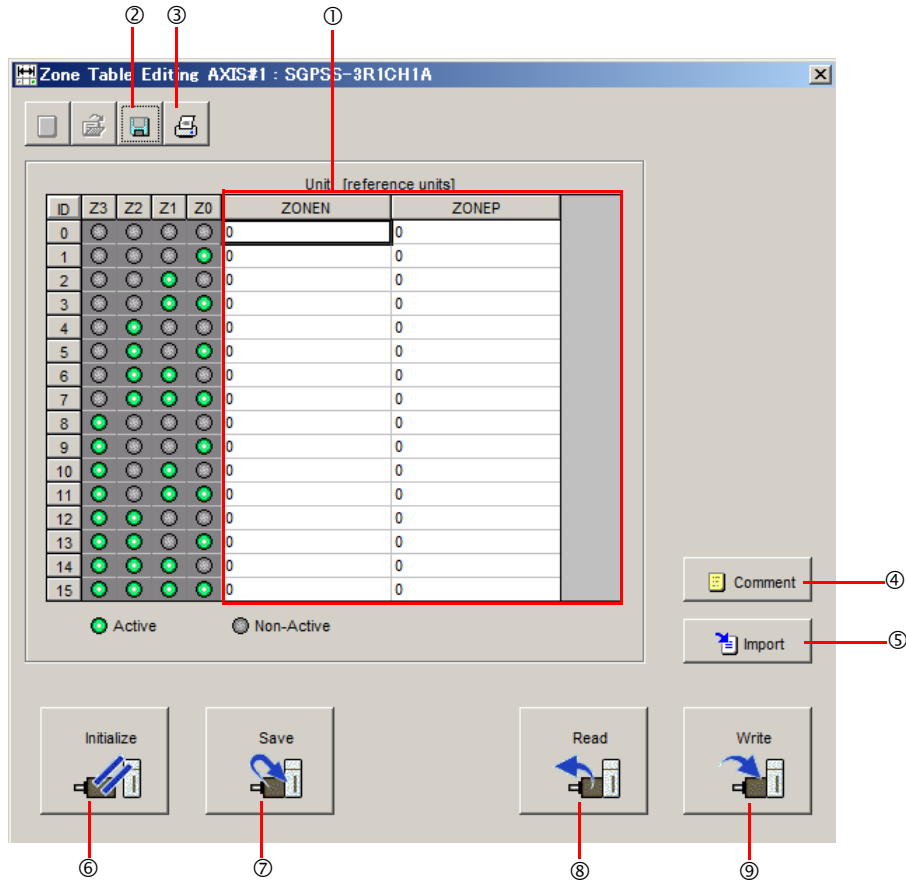 ② ③ ①
Zone Table Editing AXIS#1 : SGPSS-3R1CH1A
Unit [reference units]
ID Z3 Z2 Z1 Z0 ZONEN ZONEP
0 0 0
1 0 0
2 0 0
3 0 0
4 0 0
5 0 0
6 0 0
7 0 0
8 0 0
9 0 0
10 0 0
11 0 0
12 0 0
13 0 0
14 0 0
15 0 0
Comment ④
Active Non-Active
Import ⑤
Initialize Save Read Write
⑥ ⑦ ⑧ ⑨